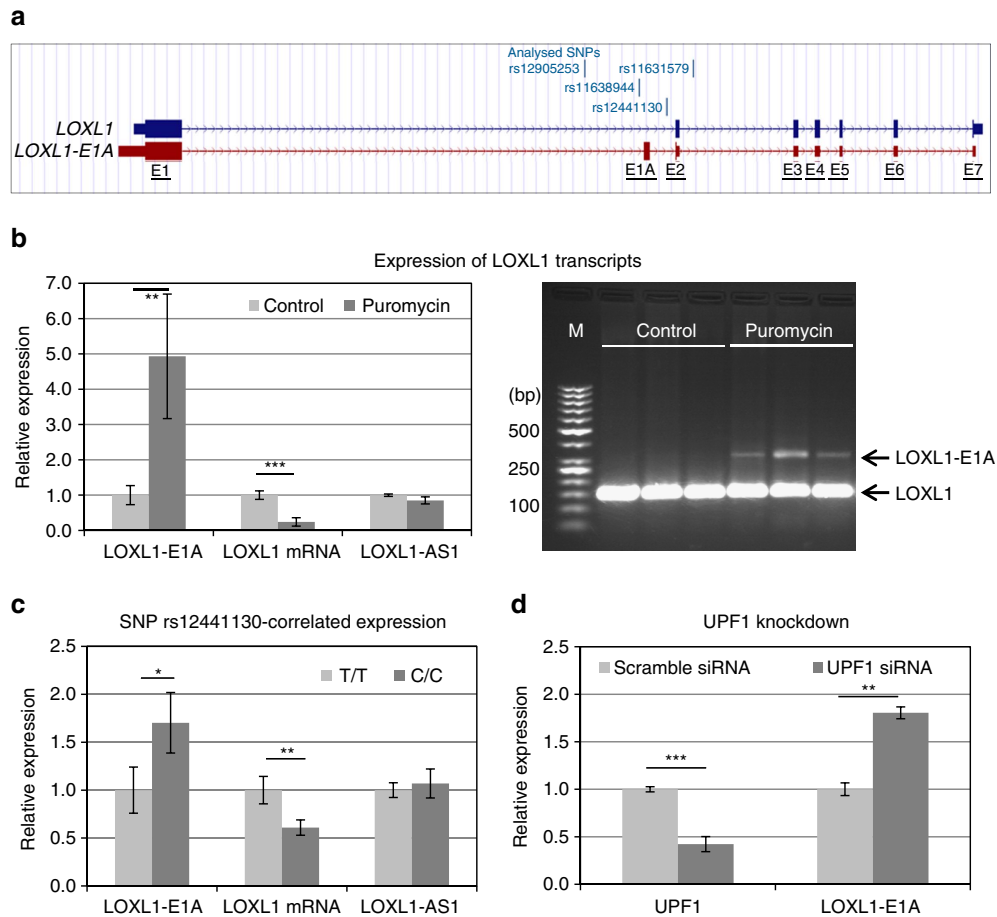 a
Analysed SNPs
rs12905253
rs11631579
rs11638944
rs12441130
LOXL1
LOXL1-E1A
E1
E1A
E2
E3
E4
E5
E6
E7
b
Expression of LOXL1 transcripts
7.0
6.0
5.0
4.0
3.0
2.0
1.0
0.0
Relative expression
Control
Puromycin
**
***
LOXL1-E1A
LOXL1 mRNA
LOXL1-AS1
M
Control
Puromycin
(bp)
500
250
100
LOXL1-E1A
LOXL1
c
SNP rs12441130-correlated expression
2.5
2.0
1.5
1.0
0.5
0.0
Relative expression
T/T
C/C
*
**
LOXL1-E1A
LOXL1 mRNA
LOXL1-AS1
d
UPF1 knockdown
2.5
2.0
1.5
1.0
0.5
0.0
Relative expression
Scramble siRNA
UPF1 siRNA
***
**
UPF1
LOXL1-E1A